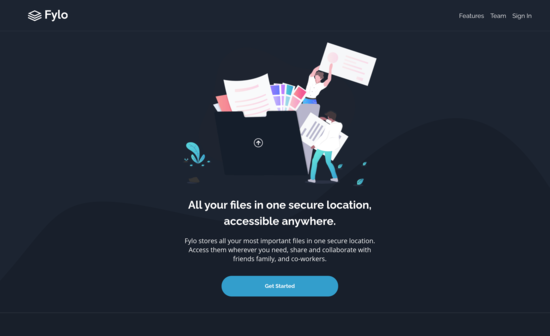 Fylo
Features Team Sign In
All your files in one secure location,
accessible anywhere.
Fylo stores all your most important files in one secure location.
Access them wherever you need, share and collaborate with
friends family, and co-workers.
Get Started